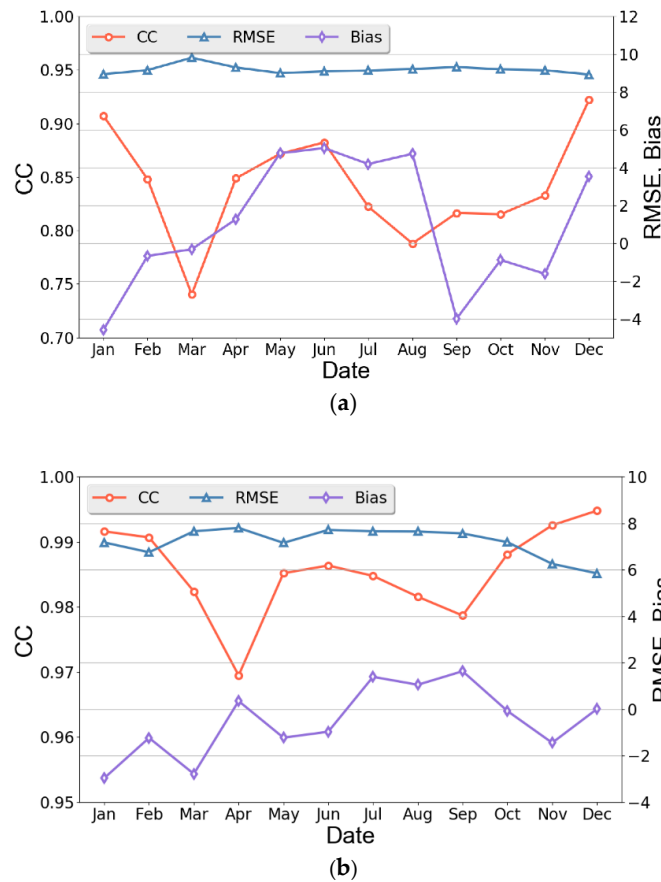 CC RMSE Bias
1.00
0.95
0.90
0.85
0.80
0.75
0.70
CC
12
10
8
6
4
2
0
−2
−4
RMSE, Bias
Jan Feb Mar Apr May Jun Jul Aug Sep Oct Nov Dec
Date
(a)
CC RMSE Bias
1.00
0.99
0.98
0.97
0.96
0.95
CC
10
8
6
4
2
0
−2
−4
RMSE, Bias
Jan Feb Mar Apr May Jun Jul Aug Sep Oct Nov Dec
Date
(b)